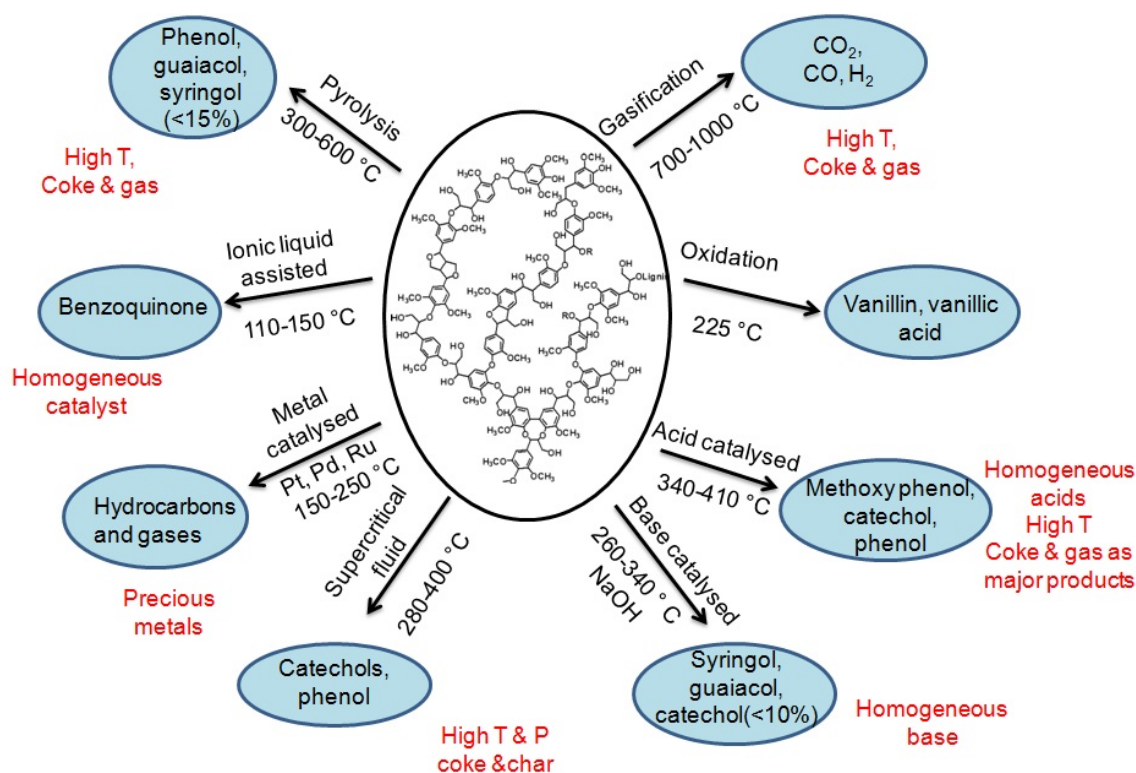 Phenol,
guaiacol,
syringol
(<15%)
High T,
Coke & gas
Pyrolysis
300-600 °C
Gasification
700-1000 °C
CO₂,
CO, H₂
High T,
Coke & gas
Ionic liquid
assisted
110-150 °C
Benzoquinone
Homogeneous
catalyst
Oxidation
225 °C
Vanillin, vanillic
acid
Metal
catalysed
Pt, Pd, Ru
150-250 °C
Hydrocarbons
and gases
Precious
metals
Acid catalysed
340-410 °C
Methoxy phenol,
catechol,
phenol
Homogeneous
acids
High T
Coke & gas as
major products
Supercritical
fluid
280-400 °C
Catechols,
phenol
High T & P
coke &char
Base catalysed
260-340 °C
NaOH
Syringol,
guaiacol,
catechol(<10%)
Homogeneous
base